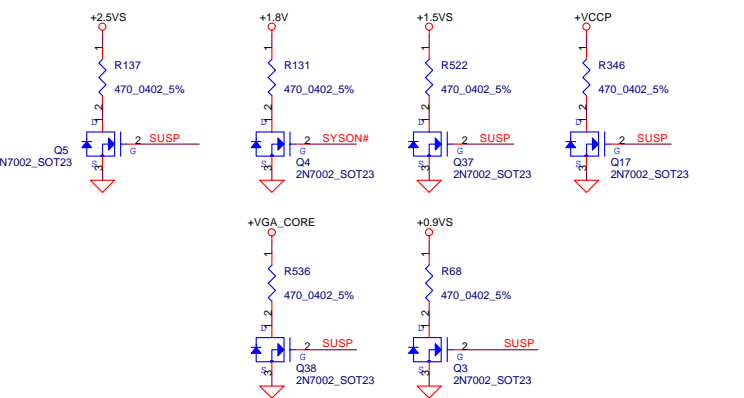 +2.5VS
1
R137
470_0402_5%
2
D
Q5
N7002_SOT23
2
SUSP
G
S
3
+1.8V
1
R131
470_0402_5%
2
D
2
SYSON#
G
S
3
Q4
2N7002_SOT23
+1.5VS
1
R522
470_0402_5%
2
D
2
SUSP
G
S
3
Q37
2N7002_SOT23
+VCCP
1
R346
470_0402_5%
2
D
2
SUSP
G
S
3
Q17
2N7002_SOT23
+VGA_CORE
1
R536
470_0402_5%
2
D
2
SUSP
G
S
3
Q38
2N7002_SOT23
+0.9VS
1
R68
470_0402_5%
2
D
2
SUSP
G
S
3
Q3
2N7002_SOT23